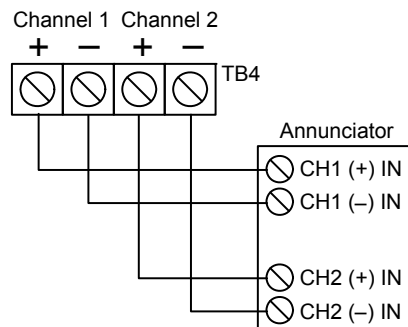 Channel 1 Channel 2
+ − + −
TB4
Annunciator
CH1 (+) IN
CH1 (–) IN
CH2 (+) IN
CH2 (–) IN